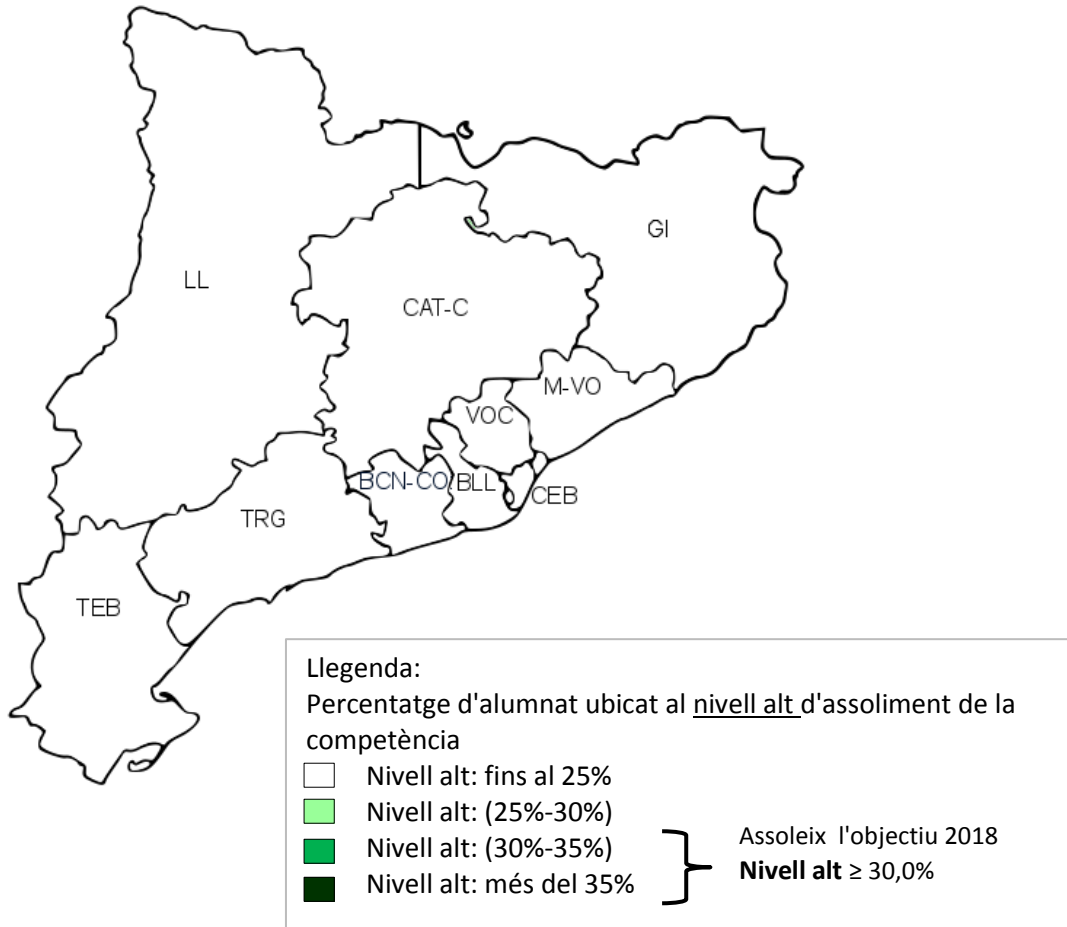 GI
LL
CAT-C
M-VO
VOC
BCN-CO
BLL
CEB
TRG
TEB
Llegenda:
Percentatge d'alumnat ubicat al nivell alt d'assoliment de la
competència
Nivell alt: fins al 25%
Nivell alt: (25%-30%)
Nivell alt: (30%-35%)
Nivell alt: més del 35%
Assoleix l'objectiu 2018
Nivell alt ≥ 30,0%